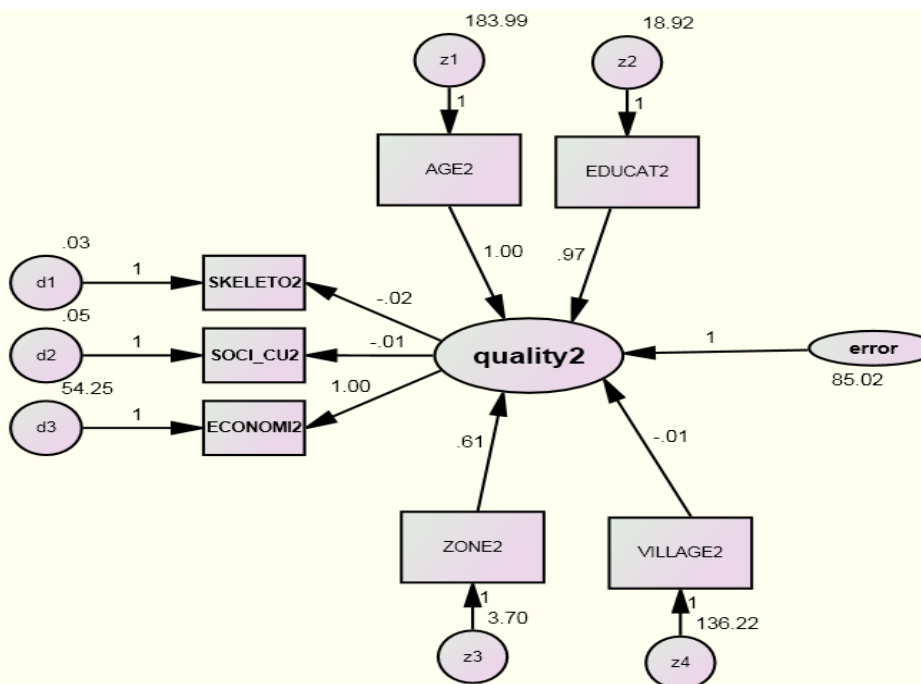 183.99
18.92
z1
z2
1
1
AGE2
EDUCAT2
.03
1.00
.97
d1
1
SKELETO2
-.02
.05
d2
1
SOCI_CU2
-.01
quality2
1
error
54.25
1.00
85.02
d3
1
ECONOMI2
.61
-.01
ZONE2
VILLAGE2
1
1
3.70
136.22
z3
z4